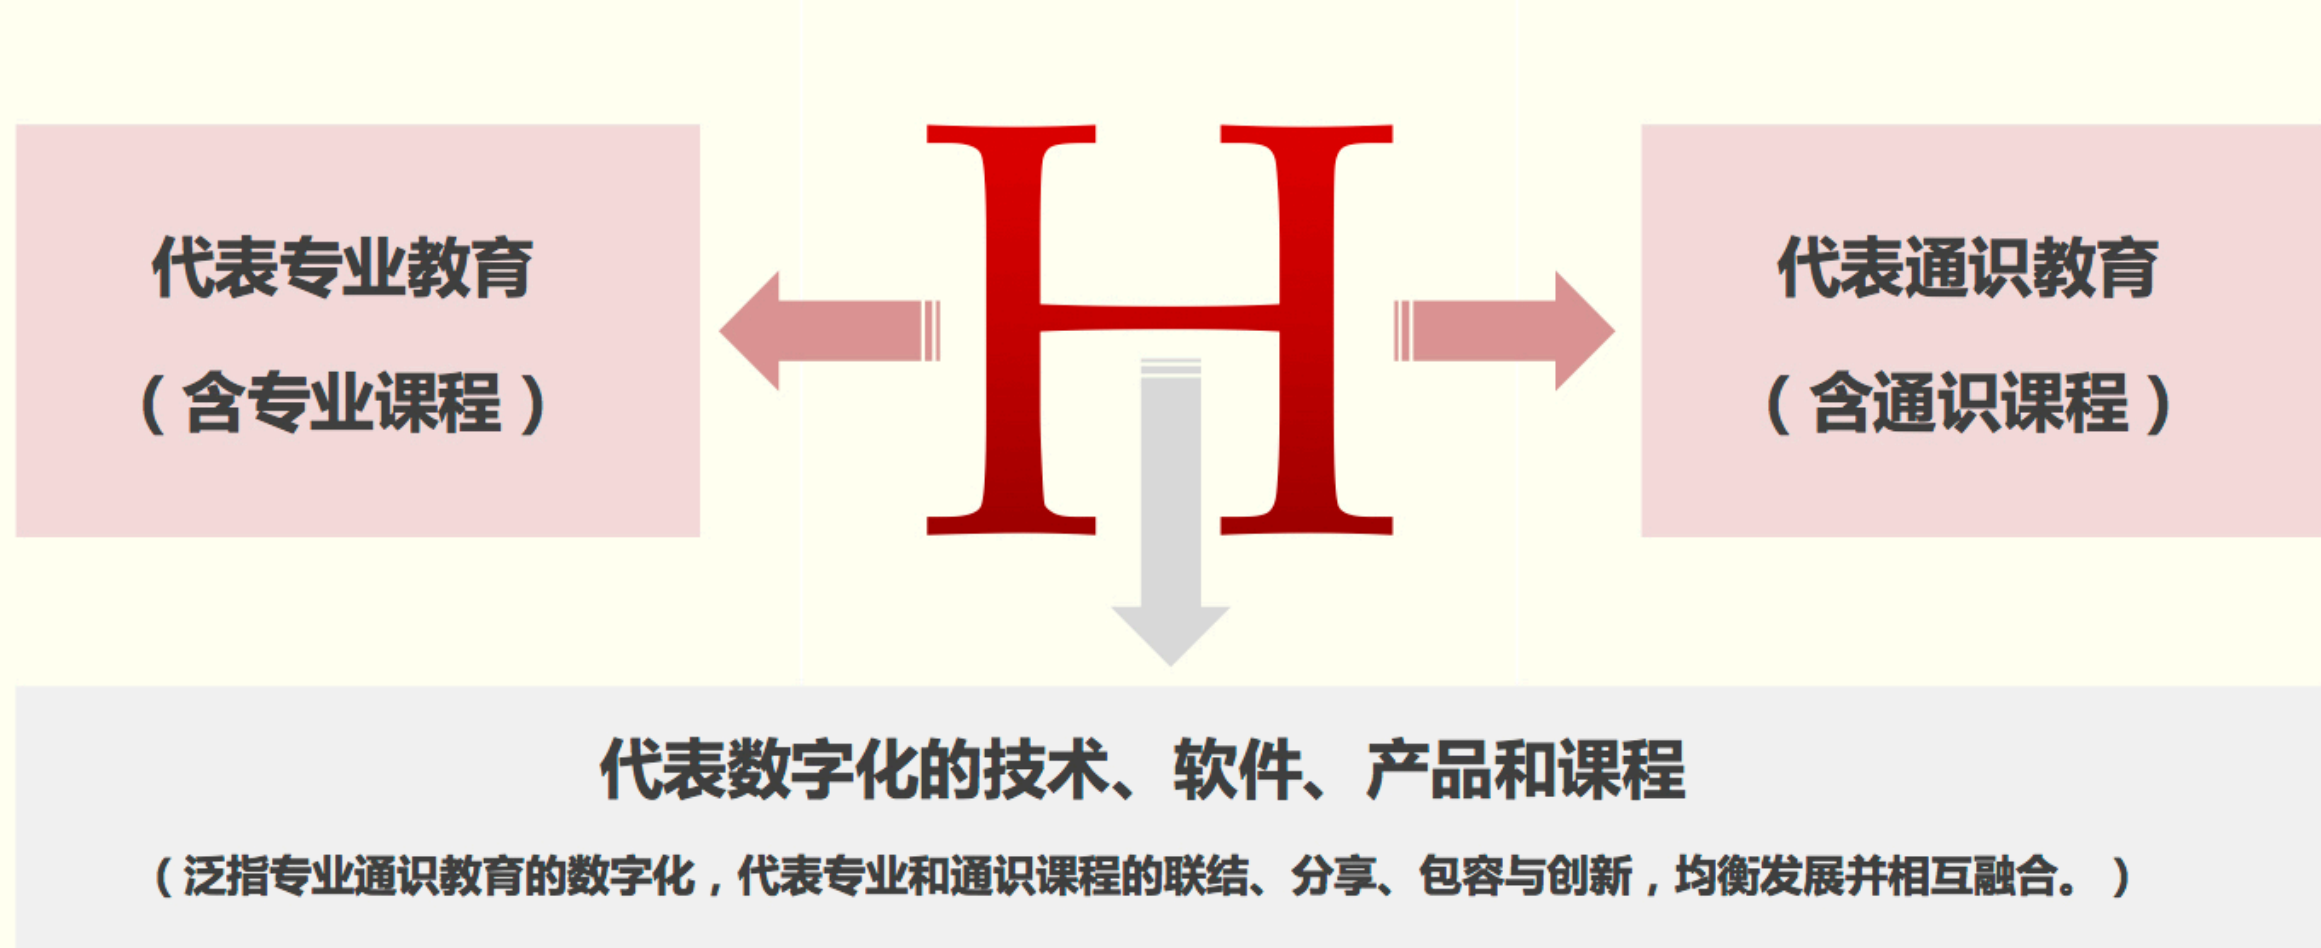 代表专业教育
（含专业课程）
H
代表通识教育
（含通识课程）
代表数字化的技术、软件、产品和课程
（泛指专业通识教育的数字化，代表专业和通识课程的联结、分享、包容与创新，均衡发展并相互融合。）